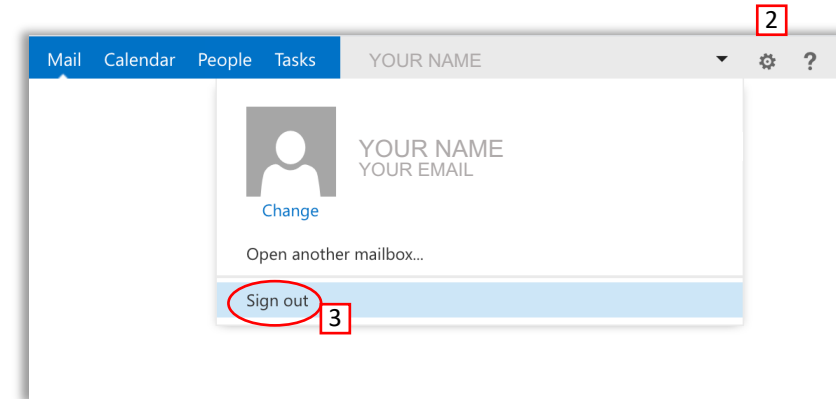 2
Mail Calendar People Tasks YOUR NAME ?
YOUR NAME
YOUR EMAIL
Change
Open another mailbox...
Sign out
3